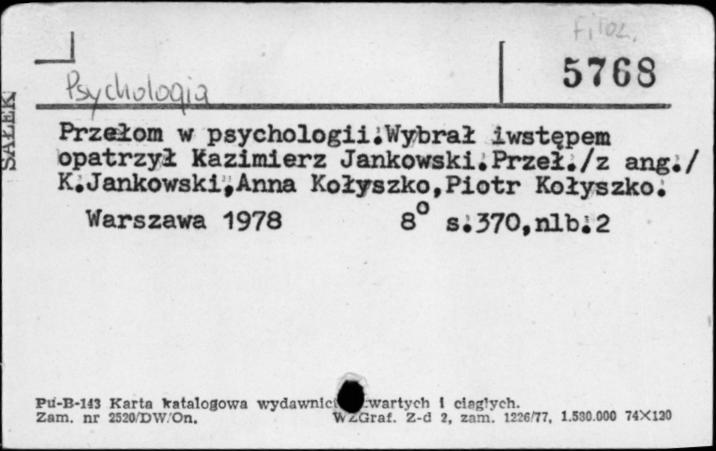 Filoz.
5768
Psychologia
SAŁEK
Przełom w psychologii.Wybrał iwstępem
opatrzył Kazimierz Jankowski.Przeł./z ang./
K.Jankowski,Anna Kołyszko,Piotr Kołyszko.
Warszawa 1978 8° s.370,nlb.2
Pu-B-143 Karta katalogowa wydawnict zwartych i ciągłych.
Zam. nr 2520/DW/On. WZGraf. Z-d 2, zam. 1226/77, 1.530.000 74X120